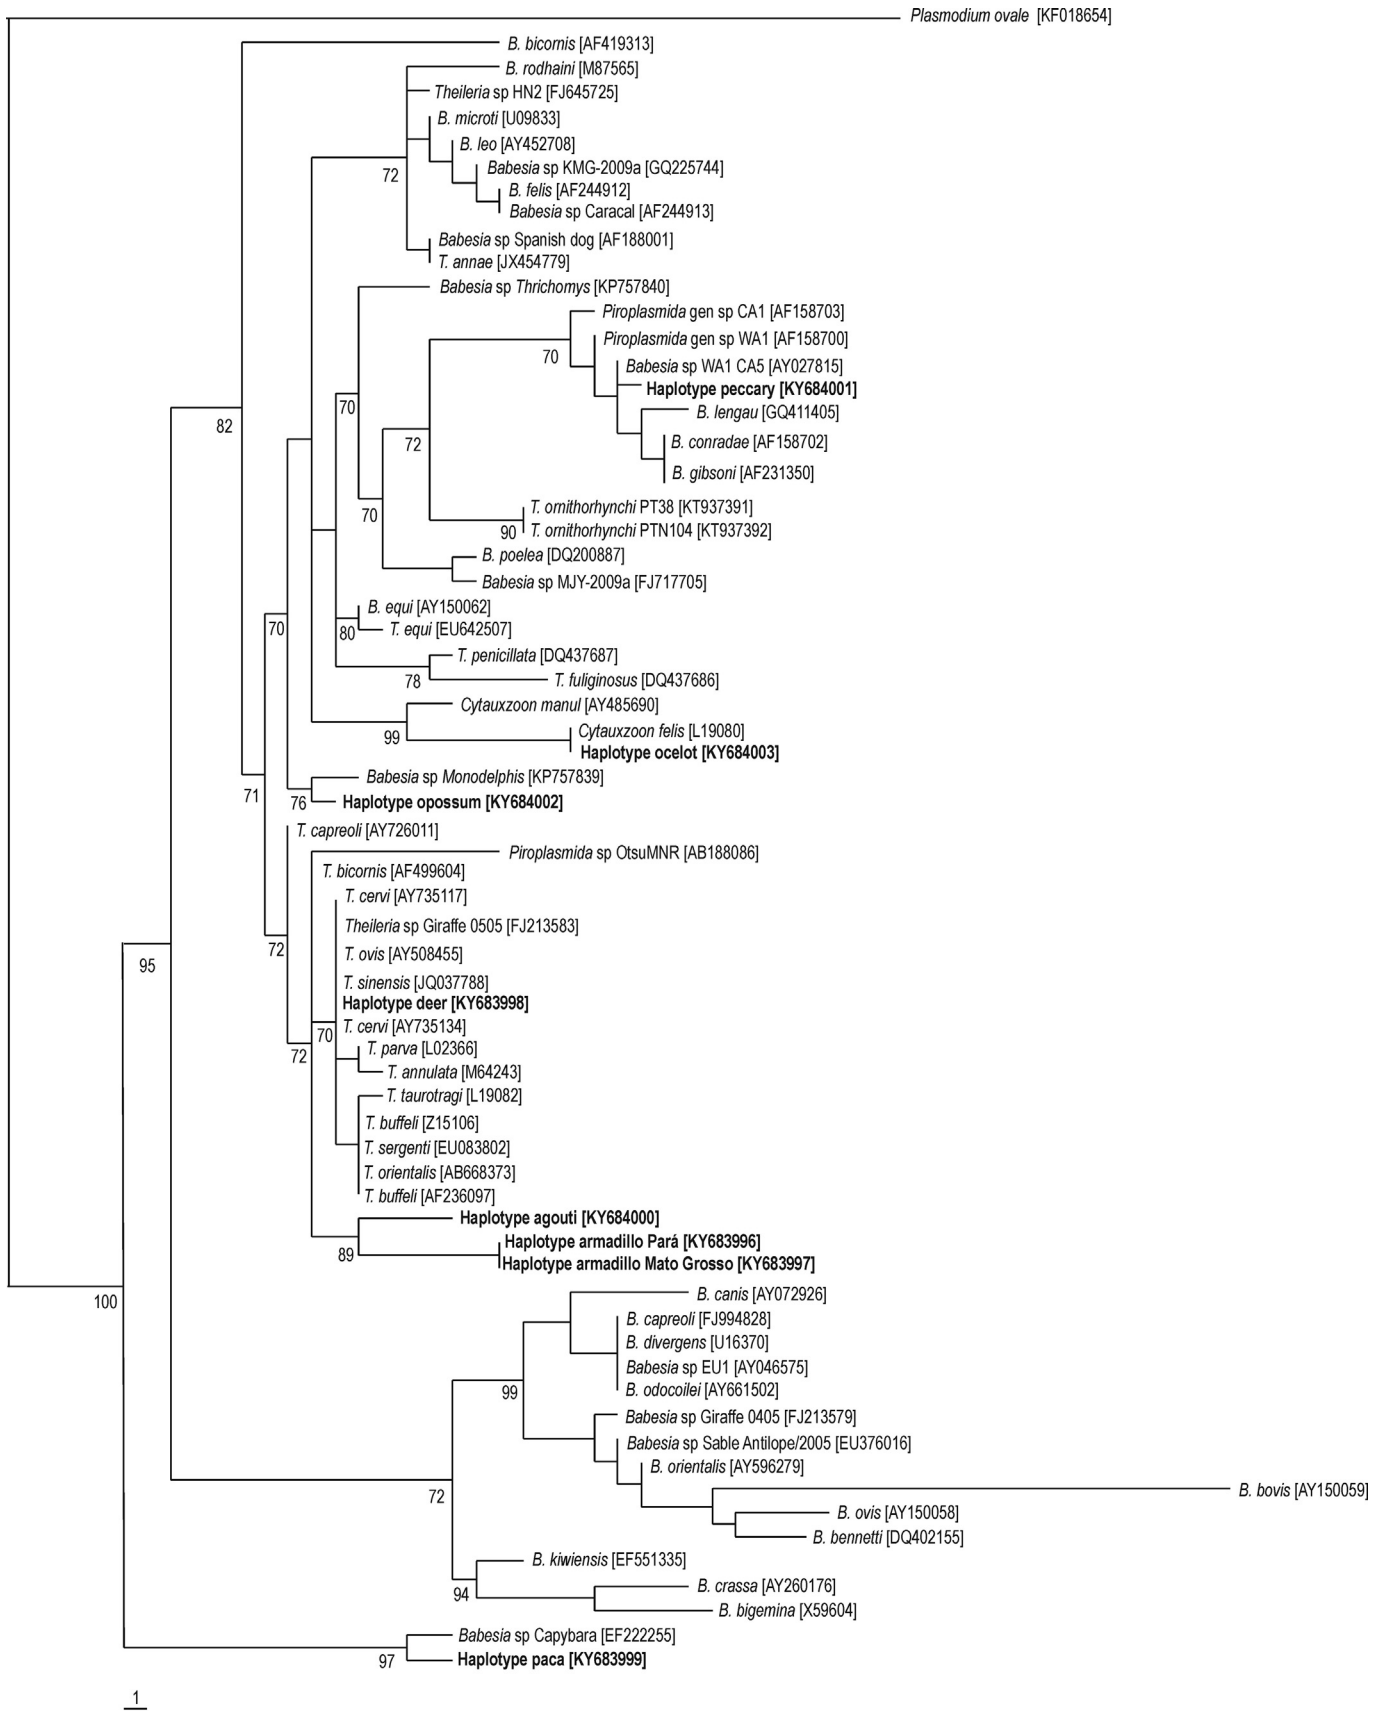 Plasmodium ovale [KF018654]
B. bicornis [AF419313]
B. rodhaini [M87565]
Theileria sp HN2 [FJ645725]
B. microti [U09833]
B. leo [AY452708]
Babesia sp KMG-2009a [GQ225744]
72
B. felis [AF244912]
Babesia sp Caracal [AF244913]
Babesia sp Spanish dog [AF188001]
T. annae [JX454779]
Babesia sp Thrichomys [KP757840]
Piroplasmida gen sp CA1 [AF158703]
Piroplasmida gen sp WA1 [AF158700]
70
Babesia sp WA1 CA5 [AY027815]
Haplotype peccary [KY684001]
70
B. lengau [GQ411405]
82
72
B. conradae [AF158702]
B. gibsoni [AF231350]
T. ornithorhynchi PT38 [KT937391]
70
90
T. ornithorhynchi PTN104 [KT937392]
B. poelea [DQ200887]
Babesia sp MJY-2009a [FJ717705]
B. equi [AY150062]
70
80
T. equi [EU642507]
T. penicillata [DQ437687]
78
T. fuliginosus [DQ437686]
Cytauxzoon manul [AY485690]
99
Cytauxzoon felis [L19080]
Haplotype ocelot [KY684003]
Babesia sp Monodelphis [KP757839]
71
76
Haplotype opossum [KY684002]
T. capreoli [AY726011]
Piroplasmida sp OtsuMNR [AB188086]
T. bicornis [AF499604]
T. cervi [AY735117]
Theileria sp Giraffe 0505 [FJ213583]
72
T. ovis [AY508455]
95
T. sinensis [JQ037788]
Haplotype deer [KY683998]
70
T. cervi [AY735134]
72
T. parva [L02366]
T. annulata [M64243]
T. taurotragi [L19082]
T. buffeli [Z15106]
T. sergenti [EU083802]
T. orientalis [AB668373]
T. buffeli [AF236097]
Haplotype agouti [KY684000]
Haplotype armadillo Pará [KY683996]
89
Haplotype armadillo Mato Grosso [KY683997]
100
B. canis [AY072926]
B. capreoli [FJ994828]
B. divergens [U16370]
Babesia sp EU1 [AY046575]
99
B. odocoilei [AY661502]
Babesia sp Giraffe 0405 [FJ213579]
Babesia sp Sable Antilope/2005 [EU376016]
B. orientalis [AY596279]
72
B. bovis [AY150059]
B. ovis [AY150058]
B. bennetti [DQ402155]
B. kiwiensis [EF551335]
94
B. crassa [AY260176]
B. bigemina [X59604]
Babesia sp Capybara [EF222255]
97
Haplotype paca [KY683999]
1